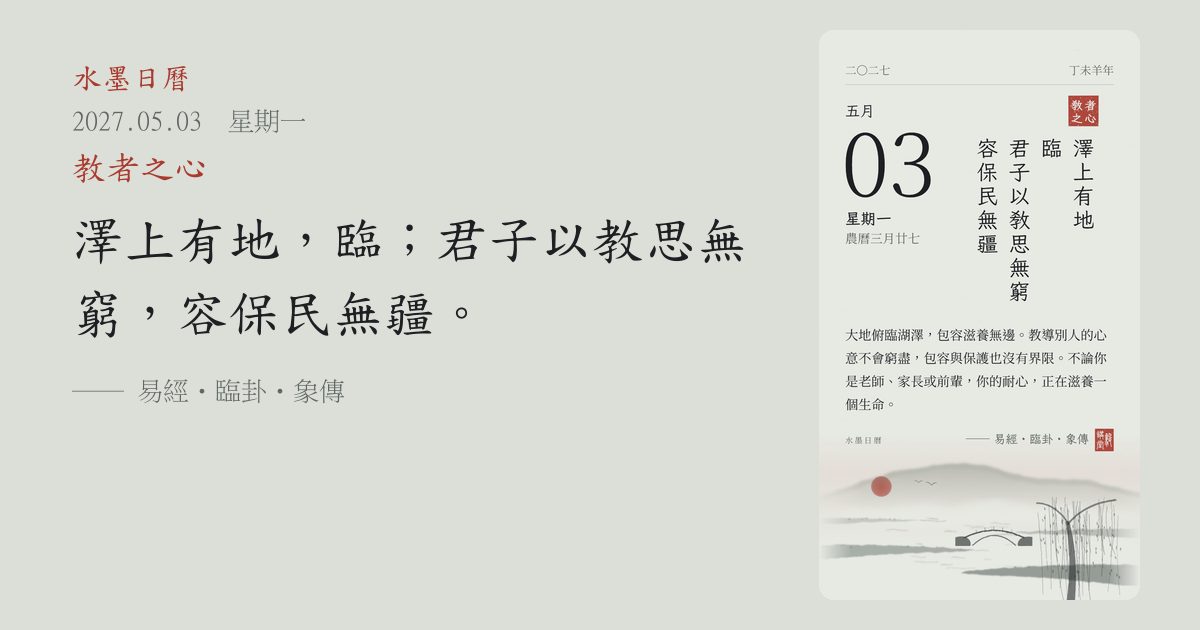 水墨日曆
2027.05.03 星期一
教者之心
澤上有地，臨；君子以教思無
窮，容保民無疆。
—— 易經・臨卦・象傳
二〇二七
丁未羊年
五月
03
星期一
農曆三月廿七
教者
之心
澤上有地
臨
君子以教思無窮
容保民無疆
大地俯臨湖澤，包容滋養無邊。教導別人的心
意不會窮盡，包容與保護也沒有界限。不論你
是老師、家長或前輩，你的耐心，正在滋養一
個生命。
水墨日曆
—— 易經・臨卦・象傳